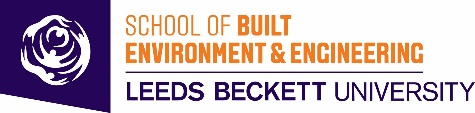 SCHOOL OF BUILT
ENVIRONMENT & ENGINEERING
LEEDS BECKETT UNIVERSITY